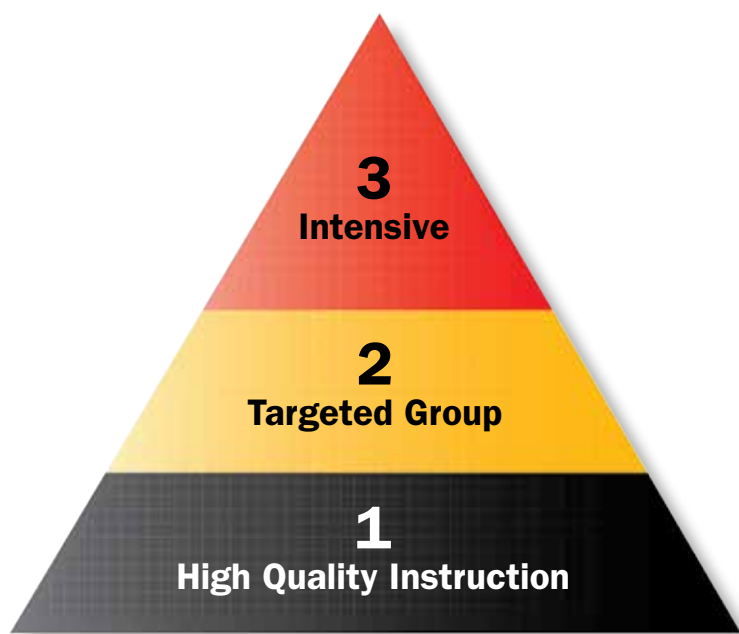 3
Intensive
2
Targeted Group
1
High Quality Instruction